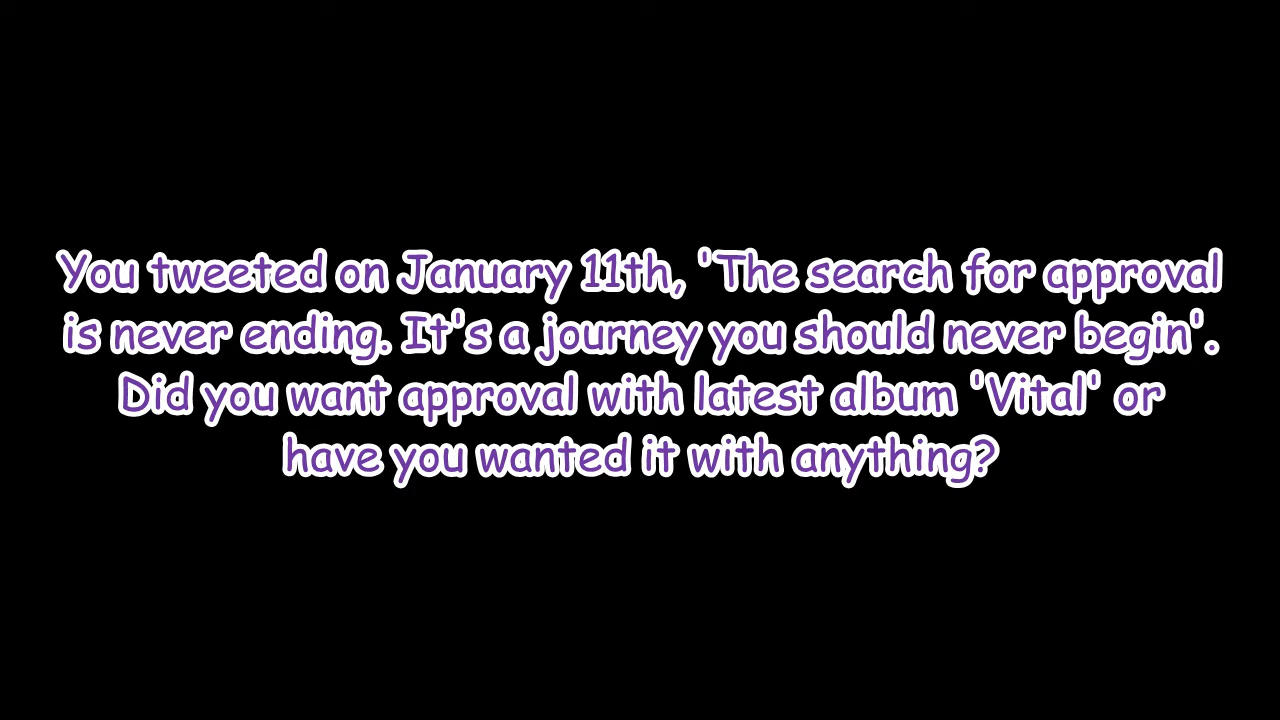 You tweeted on January 11th, 'The search for approval
is never ending. It's a journey you should never begin'.
Did you want approval with latest album 'Vital' or
have you wanted it with anything?